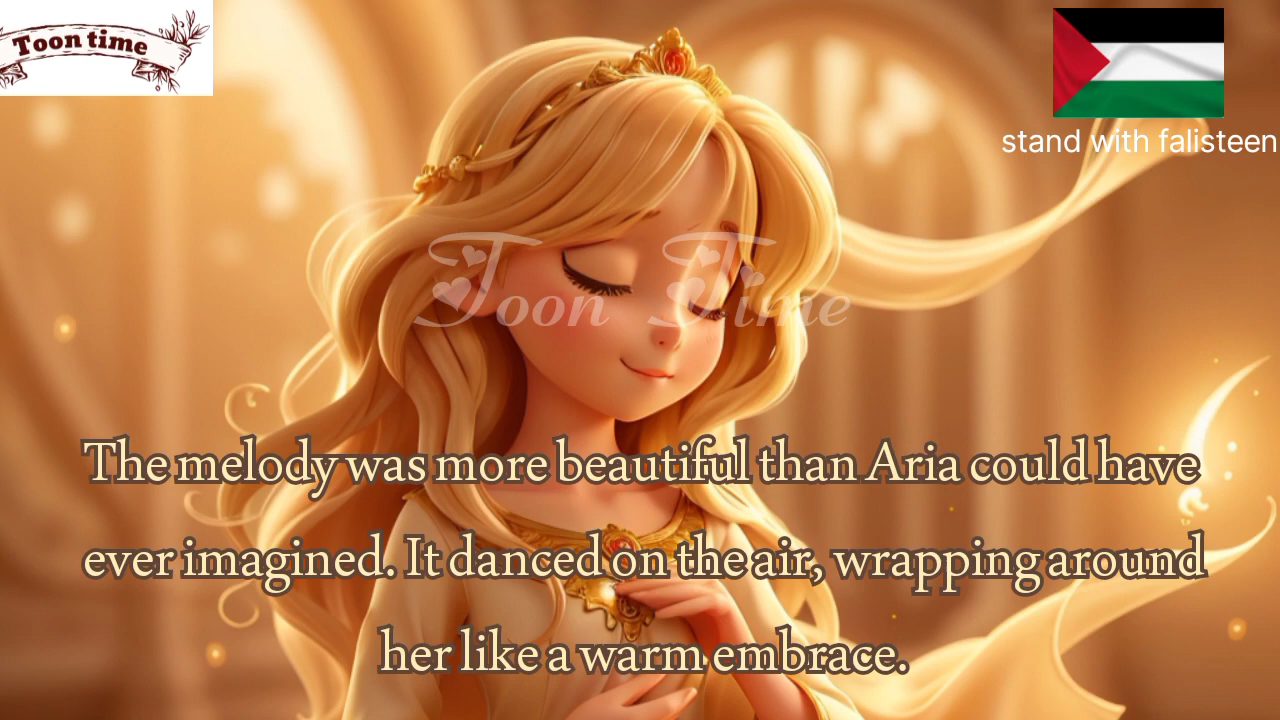 Toon time
stand with falisteen
Toon Time
The melody was more beautiful than Aria could have
ever imagined. It danced on the air, wrapping around
her like a warm embrace.